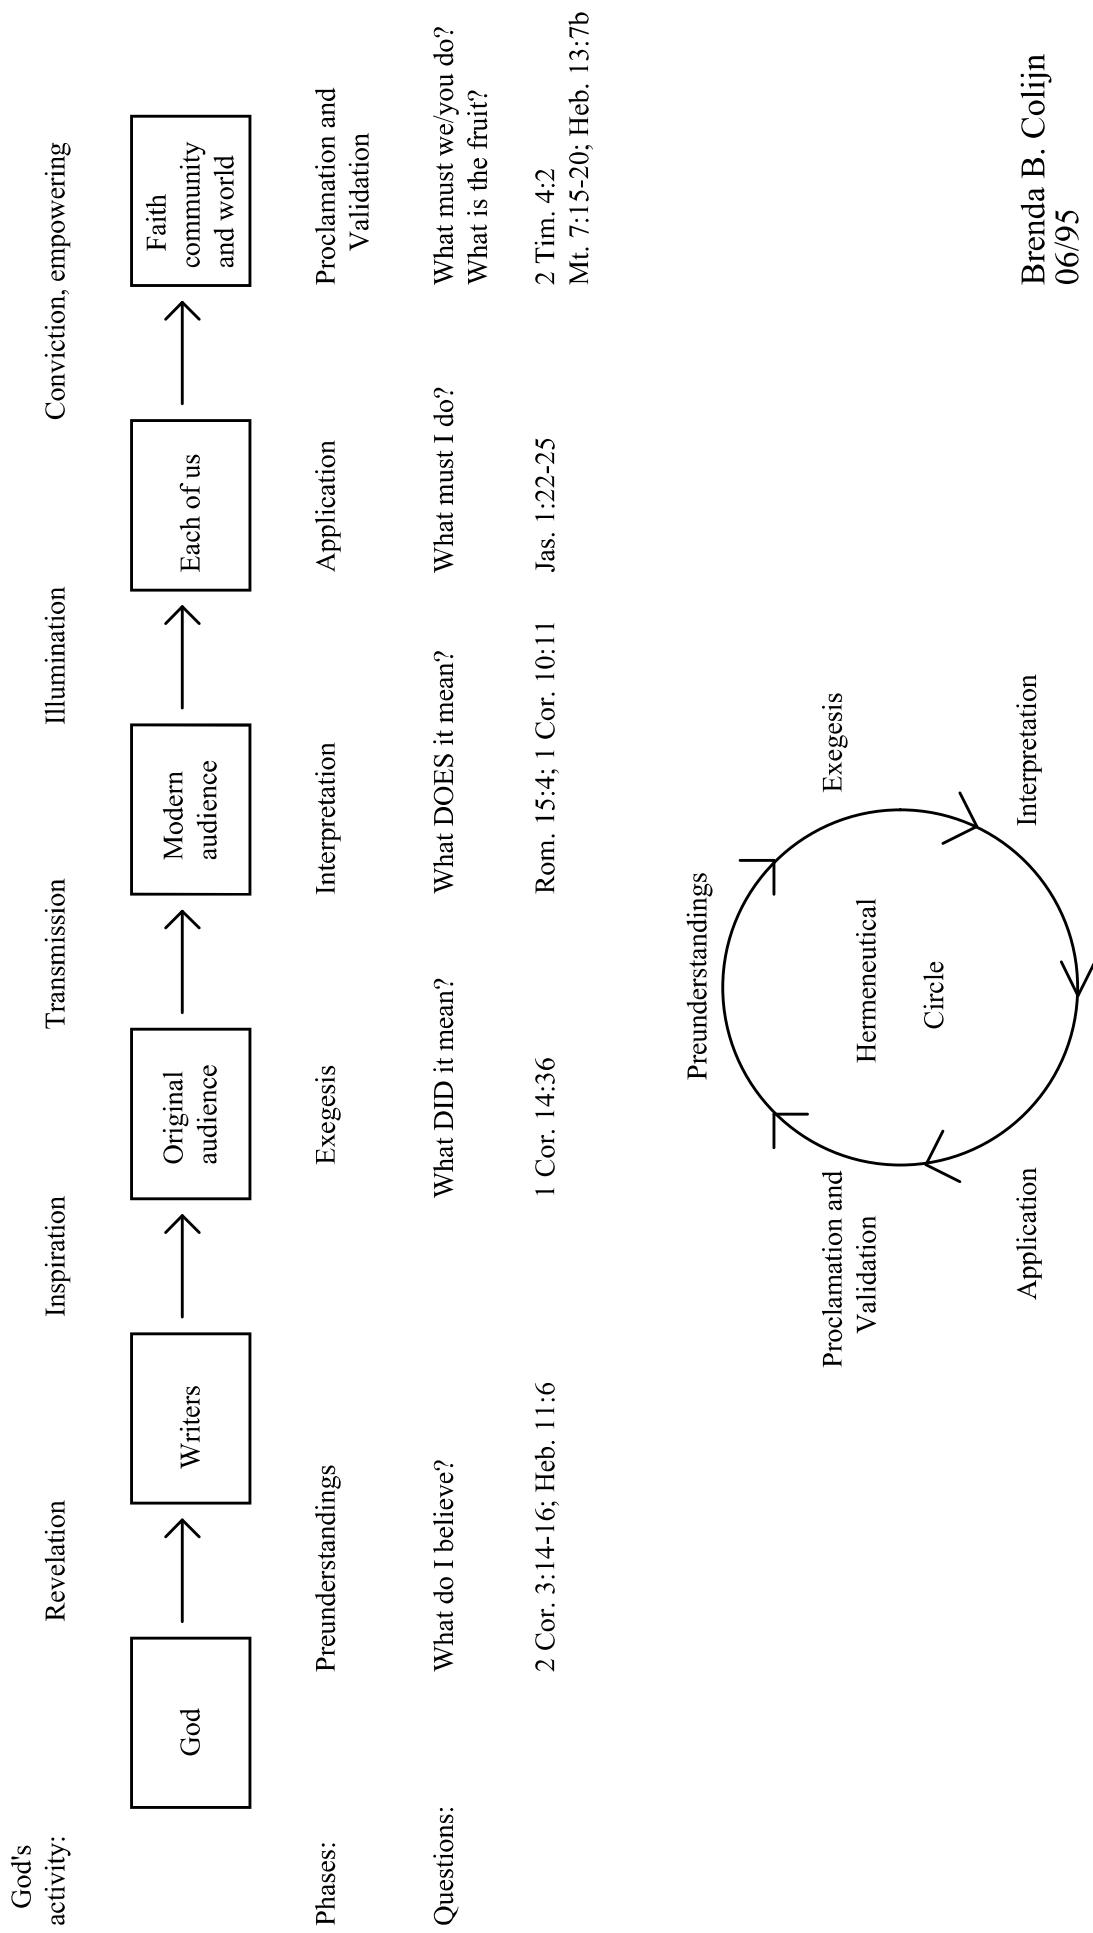 God's
activity:
Revelation
Inspiration
Transmission
Illumination
Conviction, empowering
God
Writers
Original
audience
Modern
audience
Each of us
Faith
community
and world
Phases:
Preunderstandings
Exegesis
Interpretation
Application
Proclamation and
Validation
Questions:
What do I believe?
What DID it mean?
What DOES it mean?
What must I do?
What must we/you do?
What is the fruit?
2 Cor. 3:14-16; Heb. 11:6
1 Cor. 14:36
Rom. 15:4; 1 Cor. 10:11
Jas. 1:22-25
2 Tim. 4:2
Mt. 7:15-20; Heb. 13:7b
Preunderstandings
Proclamation and
Validation
Exegesis
Hermeneutical
Circle
Application
Interpretation
Brenda B. Colijn
06/95